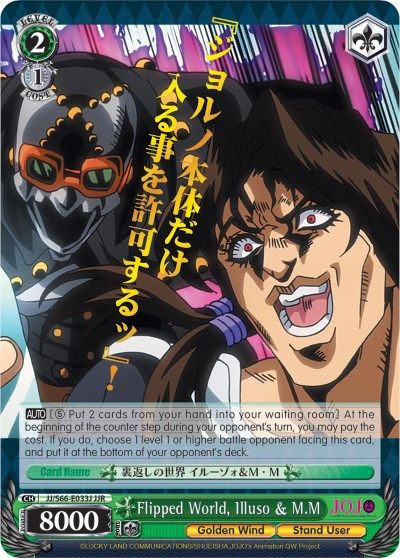 LEVEL
2
1
COST
『ジョルノ本体だけ
入る事を許可するッ』!
AUTO [⑤ Put 2 cards from your hand into your waiting room] At the
beginning of the counter step during your opponent's turn, you may pay
the cost. If you do, choose 1 level 1 or higher battle opponent facing this
card, and put it at the bottom of the opponent's deck.
Card Name 裏返しの世界 イルーゾォ&M・M
CH JJ/S66-E033J JJR
Flipped World, Illuso & M.M
JOJO
8000
Golden Wind Stand User
©LUCKY LAND COMMUNICATIONS/SHUEISHA,JOJO's Animation GW Project